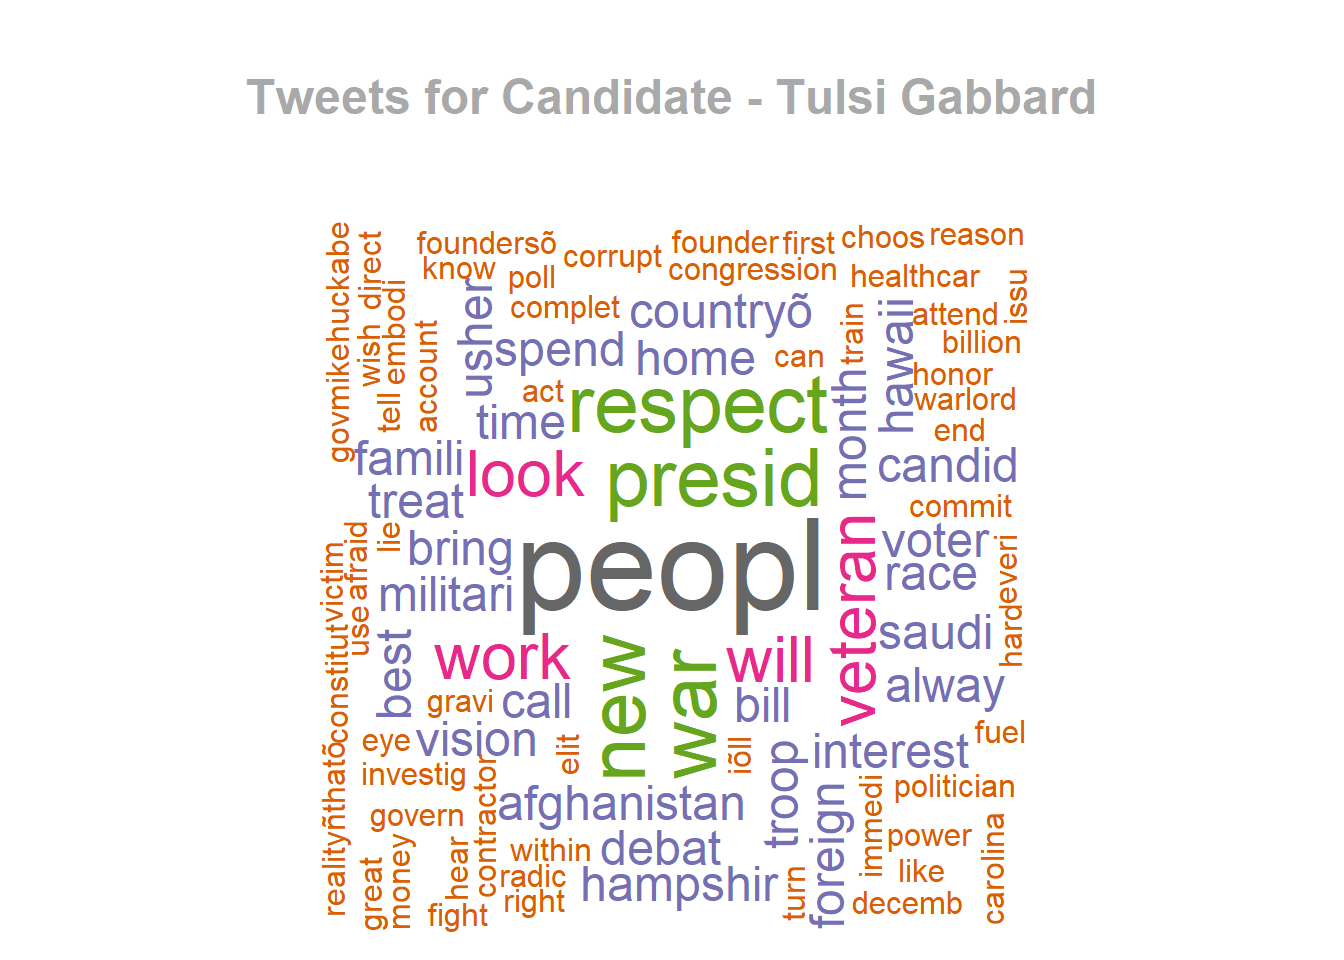 Tweets for Candidate - Tulsi Gabbard
govmikehuckabe
wish
direct
embodi
tell
account
foundersõ
know
poll
corrupt
founder
first
choos
reason
congression
healthcar
issu
usher
complet
countryõ
train
hawaii
attend
billion
spend
home
can
honor
warlord
act
respect
month
end
time
famili
look
presid
candid
treat
commit
lie
afraid
victim
use
constitut
bring
peopl
veteran
voter
everi
hard
race
militari
best
work
new
war
will
saudi
gravi
call
bill
alway
eye
vision
elit
iõll
fuel
realityñthatõ
investig
contractor
troop
interest
govern
afghanistan
foreign
immedi
politician
great
money
hear
within
debat
power
carolina
radic
hampshir
turn
like
fight
right
decemb